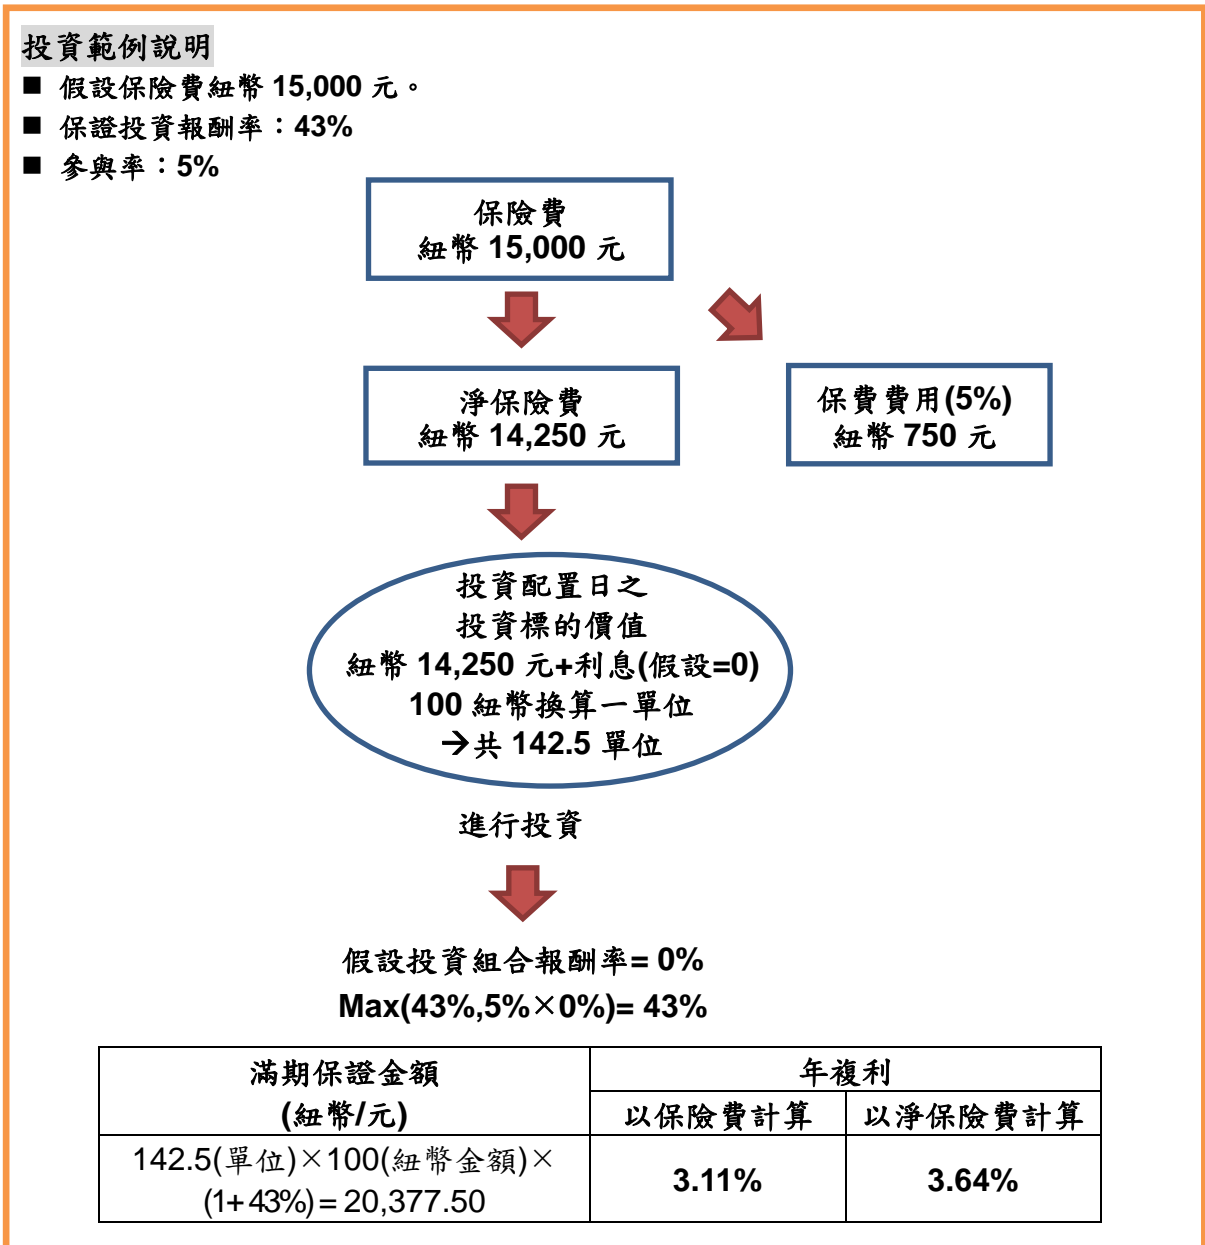 投資範例說明
■ 假設保險費紐幣 15,000 元。
■ 保證投資報酬率：43%
■ 參與率：5%
保險費
紐幣 15,000 元
淨保險費
紐幣 14,250 元
保費費用(5%)
紐幣 750 元
投資配置日之
投資標的價值
紐幣 14,250 元+利息(假設=0)
100 紐幣換算一單位
→共 142.5 單位
進行投資
假設投資組合報酬率= 0%
Max(43%,5%×0%)= 43%
滿期保證金額
(紐幣/元)
年複利
以保險費計算
以淨保險費計算
142.5(單位)×100(紐幣金額)×
(1+43%)=20,377.50
3.11%
3.64%